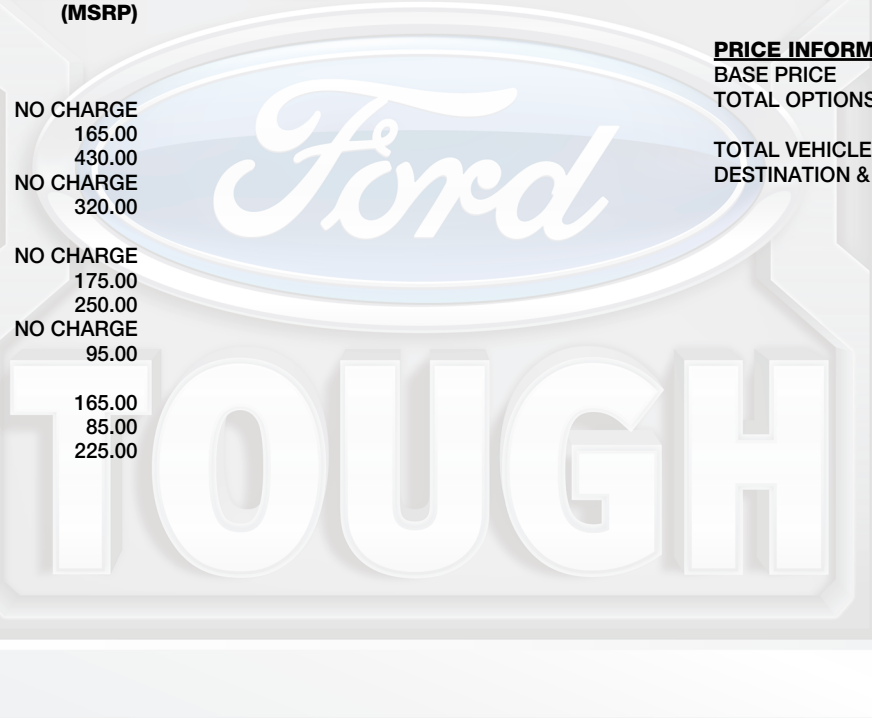 (MSRP)
NO CHARGE
165.00
430.00
NO CHARGE
320.00
NO CHARGE
175.00
250.00
NO CHARGE
95.00
165.00
85.00
225.00
PRICE INFORM
BASE PRICE
TOTAL OPTIONS
TOTAL VEHICLE
DESTINATION &
Ford
TOUGH